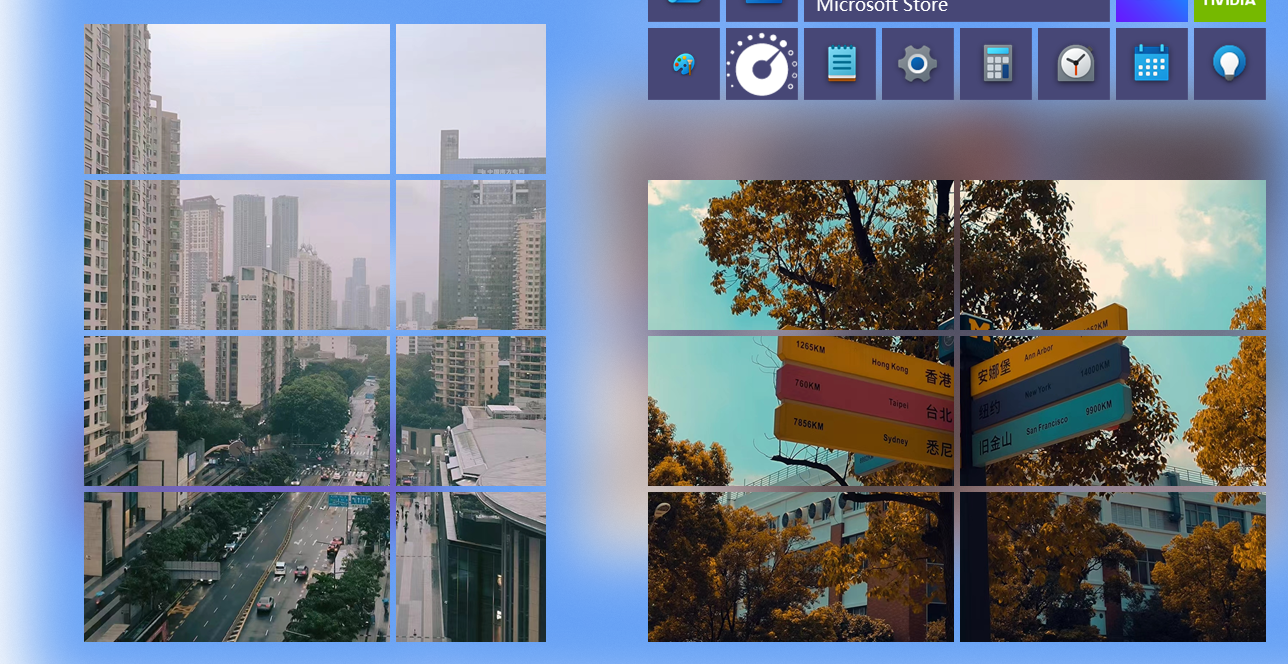 Microsoft Store
NVIDIA
1265KM
Hong Kong
香港
760KM
Taipei
台北
7856KM
Sydney
悉尼
安娜堡
Ann Arbor
纽约
New York
14000KM
旧金山
San Francisco
9900KM